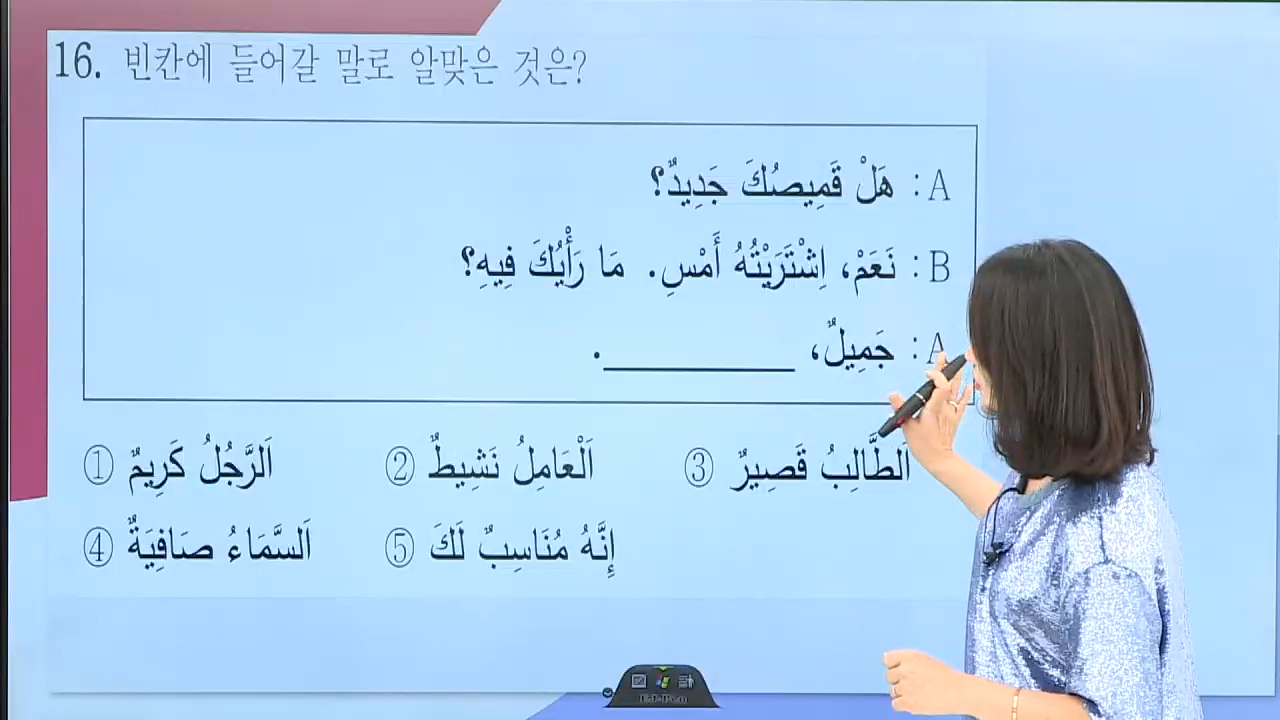 16. 빈칸에 들어갈 말로 알맞은 것은?
A : هَلْ قَمِيصُكَ جَدِيدٌ؟
B : نَعَمْ، اِشْتَرَيْتُهُ أَمْسِ. مَا رَأْيُكَ فِيهِ؟
A : جَمِيلٌ، __________.
① اَلرَّجُلُ كَرِيمٌ ② اَلْعَامِلُ نَشِيطٌ ③ اَلطَّالِبُ قَصِيرٌ
④ اَلسَّمَاءُ صَافِيَةٌ ⑤ إِنَّهُ مُنَاسِبٌ لَكَ